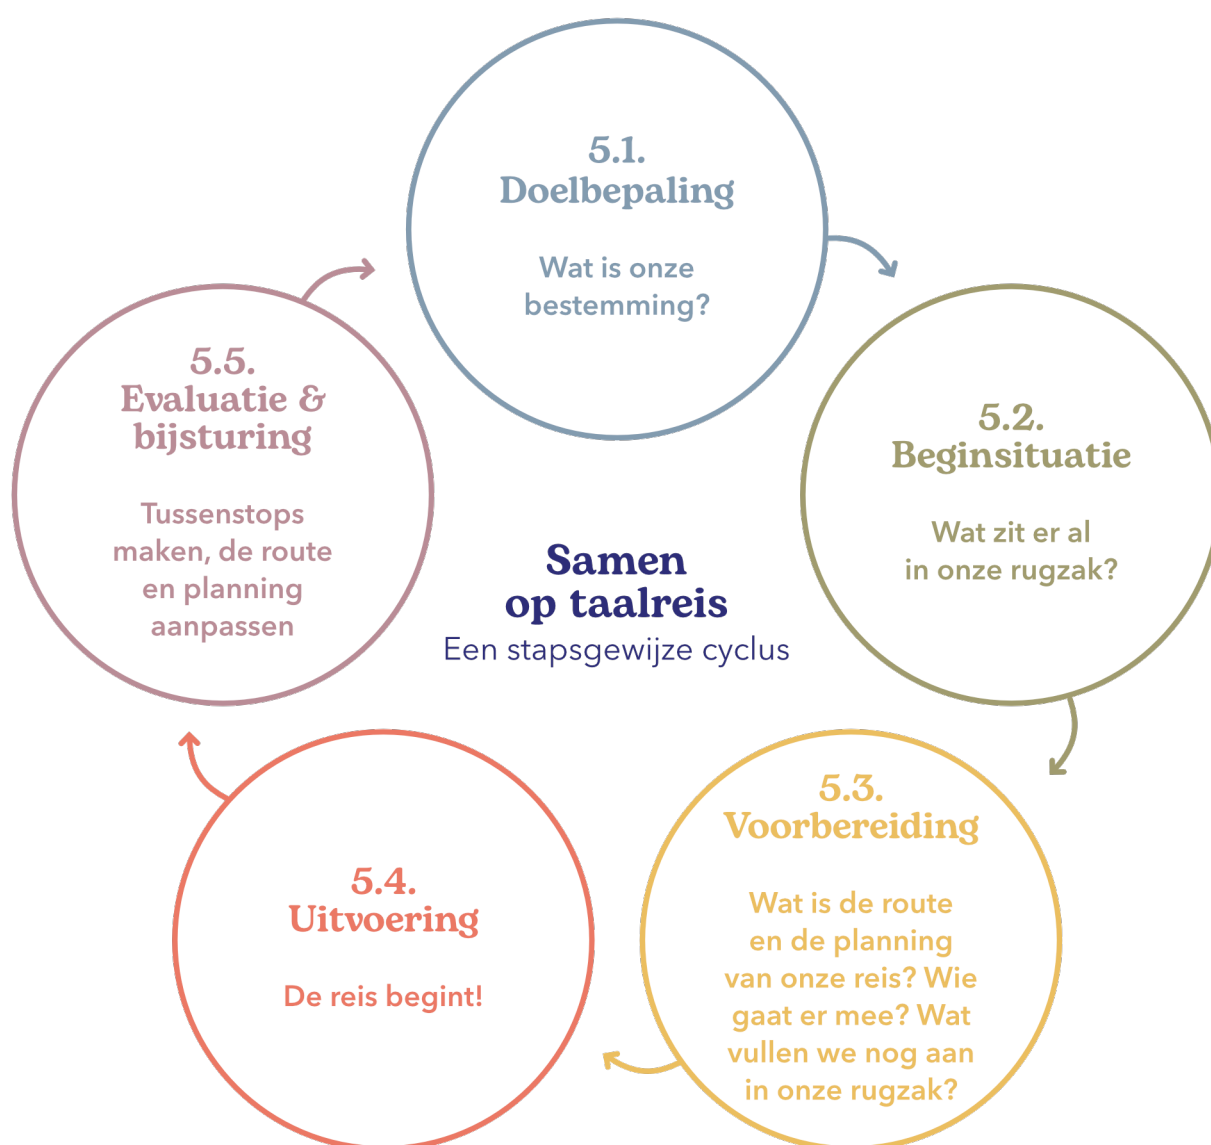 5.1.
Doelbepaling
Wat is onze
bestemming?
5.2.
Beginsituatie
Wat zit er al
in onze rugzak?
5.3.
Voorbereiding
Wat is de route
en de planning
van onze reis? Wie
gaat er mee? Wat
vullen we nog aan
in onze rugzak?
5.4.
Uitvoering
De reis begint!
5.5.
Evaluatie &
bijsturing
Tussenstops
maken, de route
en planning
aanpassen
Samen
op taalreis
Een stapsgewijze cyclus